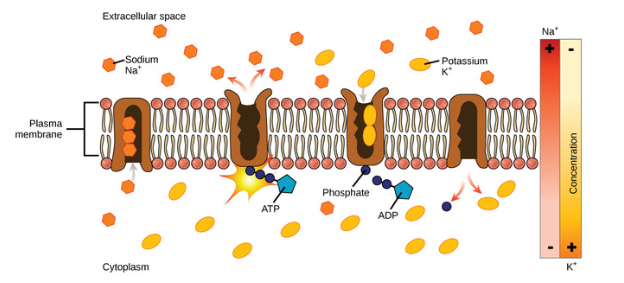 Extracellular space
Na⁺
+ -
Sodium
Na⁺
Potassium
K⁺
Plasma
membrane
Concentration
Phosphate
ATP
ADP
- +
Cytoplasm
K⁺